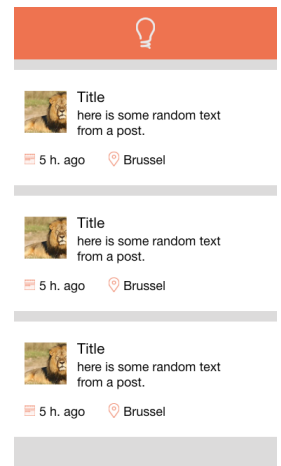 Title
here is some random text
from a post.
5 h. ago Brussel
Title
here is some random text
from a post.
5 h. ago Brussel
Title
here is some random text
from a post.
5 h. ago Brussel